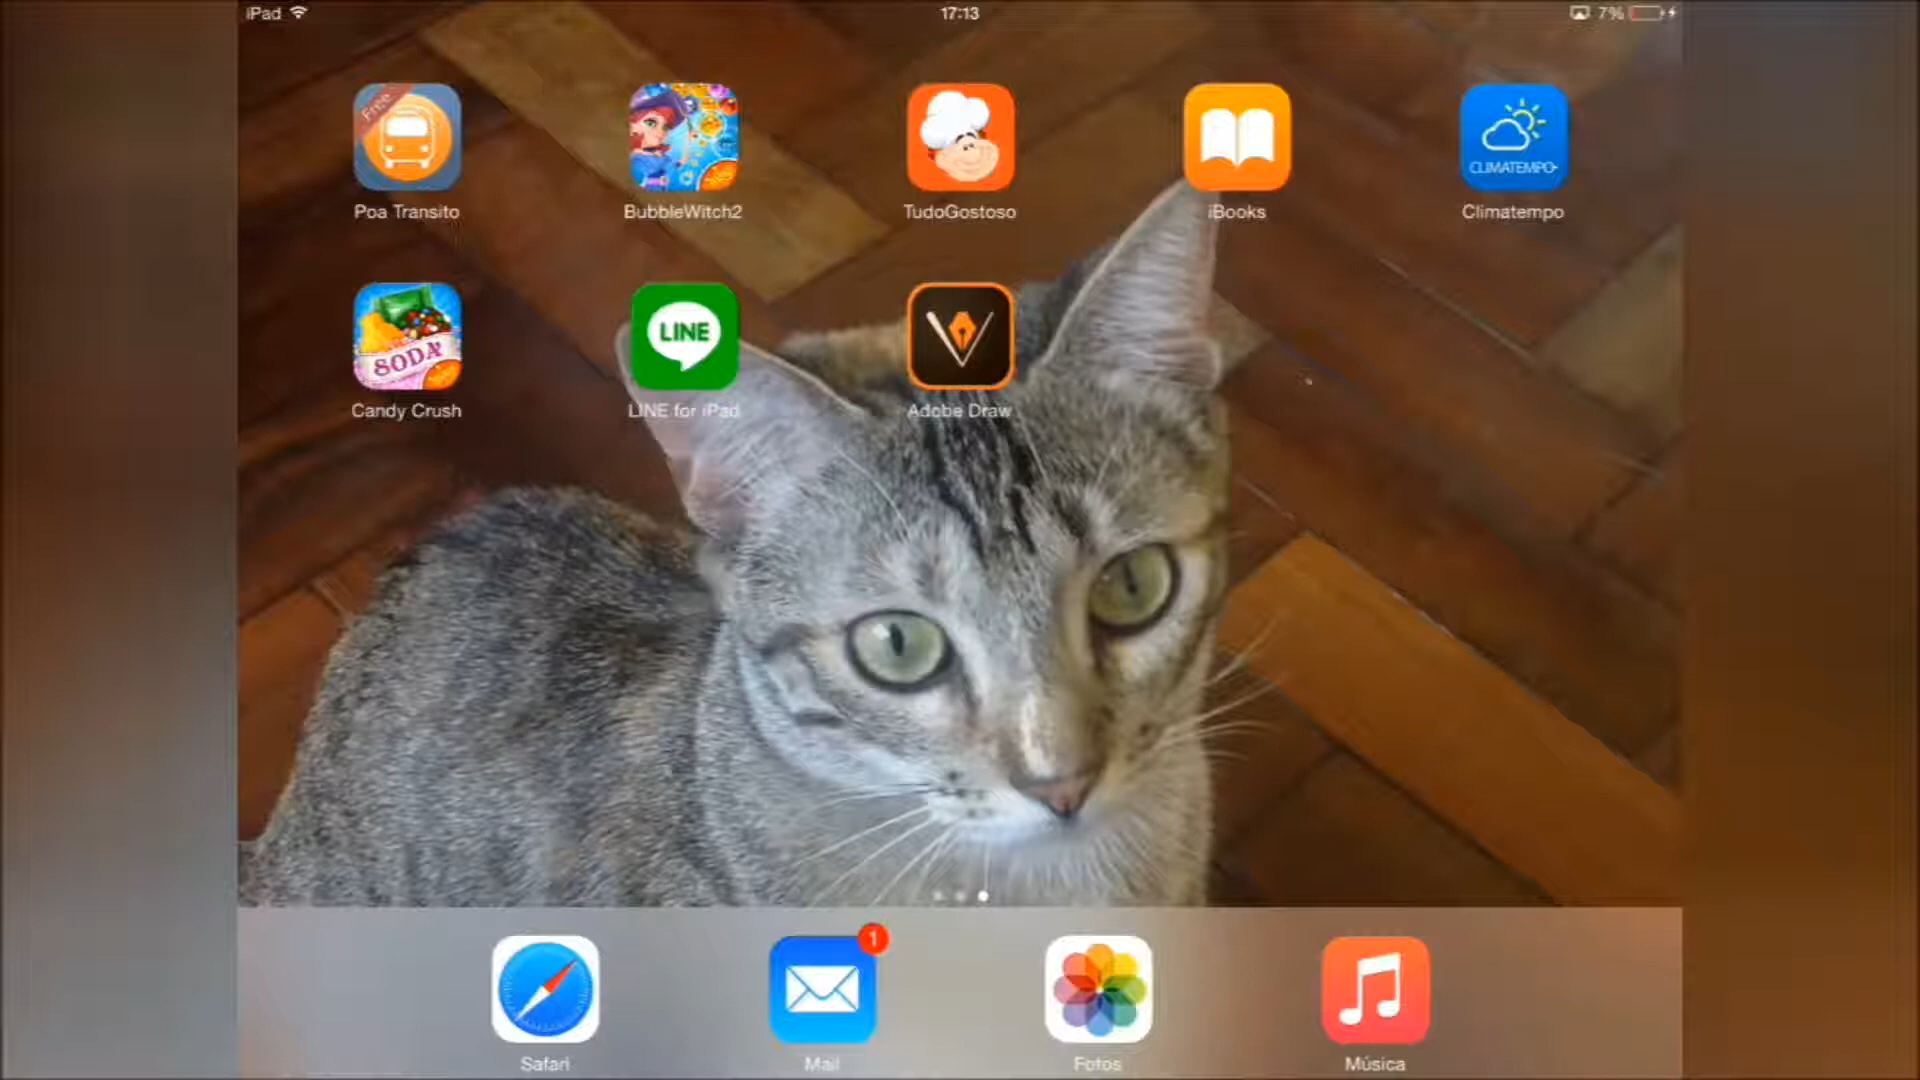 iPad 17:13 7%
Free
CLIMATEMPO
Poa Transito BubbleWitch2 TudoGostoso iBooks Climatempo
SODA LINE
Candy Crush LINE for iPad Adobe Draw
1
Safari Mail Fotos Música